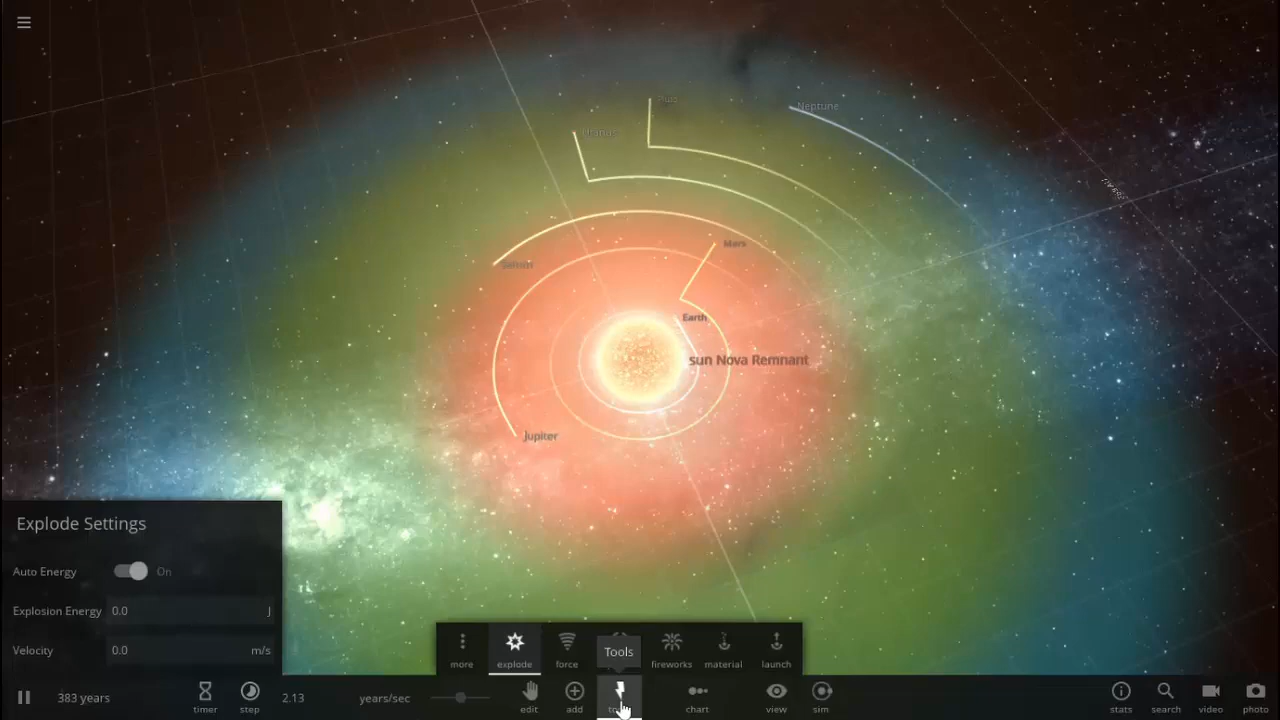 Pluto
Neptune
Uranus
Mars
Saturn
Earth
sun Nova Remnant
Jupiter
Explode Settings
Auto Energy On
Explosion Energy 0.0 J
Velocity 0.0 m/s
Tools
more explode force fireworks material launch
383 years timer step 2.13 years/sec edit add chart view sim stats search video photo